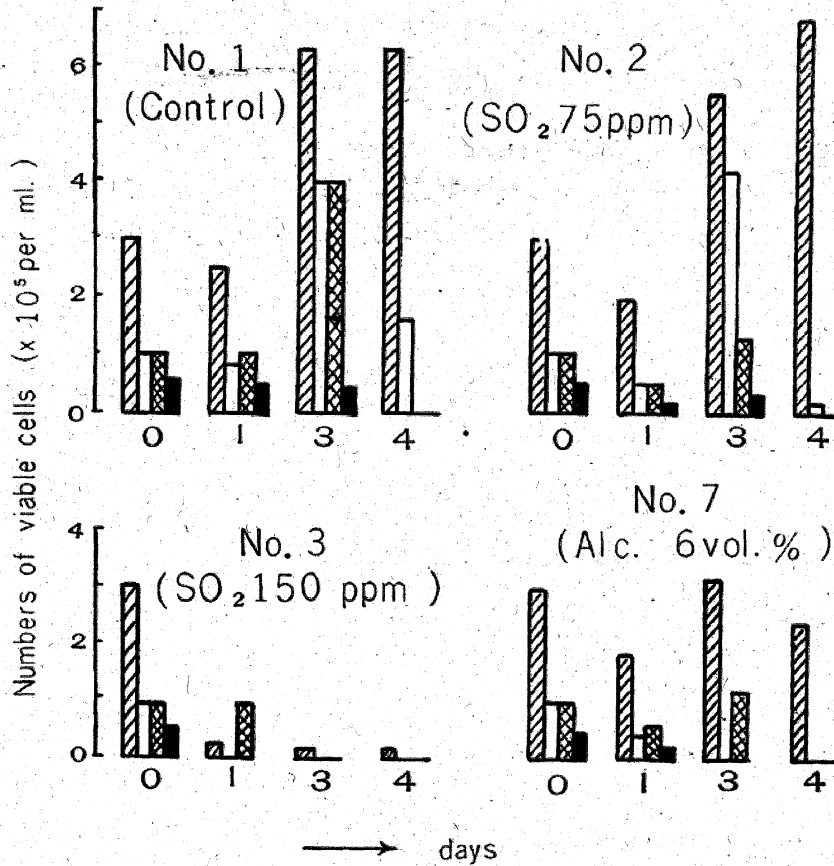 Numbers of viable cells (x 10⁵ per ml.)
6
4
2
0
No. 1
(Control)
0 1 3 4
No. 2
(SO₂ 75ppm)
0 1 3 4
4
2
0
No. 3
(SO₂ 150 ppm )
0 1 3 4
No. 7
(Alc. 6 vol. % )
0 1 3 4
days